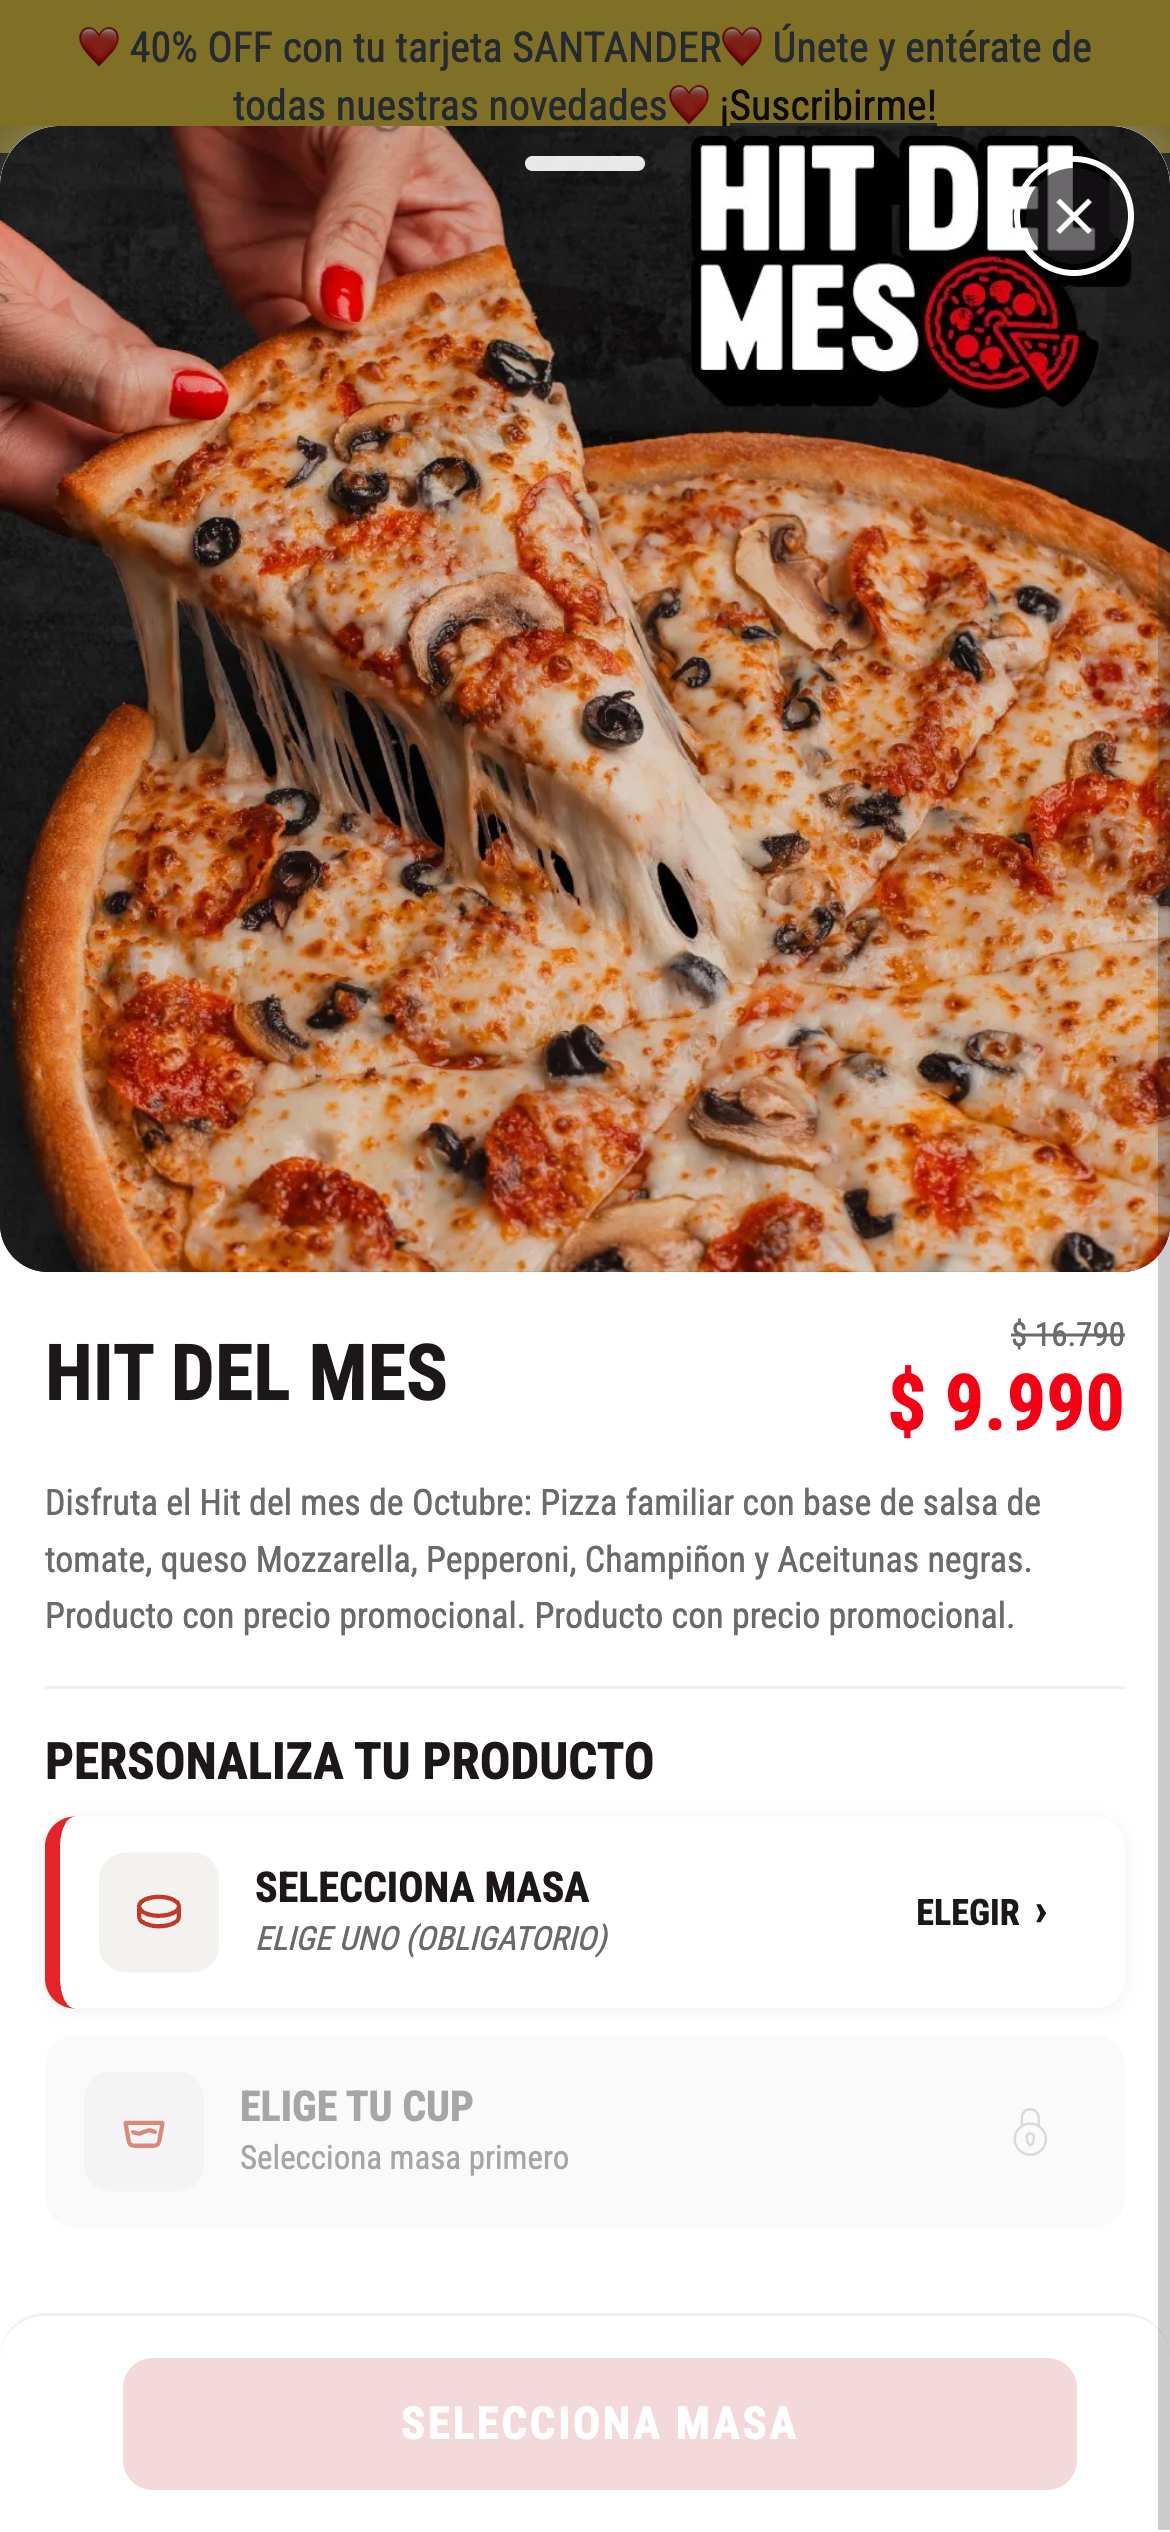 ❤️ 40% OFF con tu tarjeta SANTANDER❤️ Únete y entérate de
todas nuestras novedades❤️ ¡Suscribirme!
HIT DEL
MES
HIT DEL MES
$ 16.790
$ 9.990
Disfruta el Hit del mes de Octubre: Pizza familiar con base de salsa de
tomate, queso Mozzarella, Pepperoni, Champiñon y Aceitunas negras.
Producto con precio promocional. Producto con precio promocional.
PERSONALIZA TU PRODUCTO
SELECCIONA MASA
ELIGE UNO (OBLIGATORIO)
ELEGIR ›
ELIGE TU CUP
Selecciona masa primero
SELECCIONA MASA